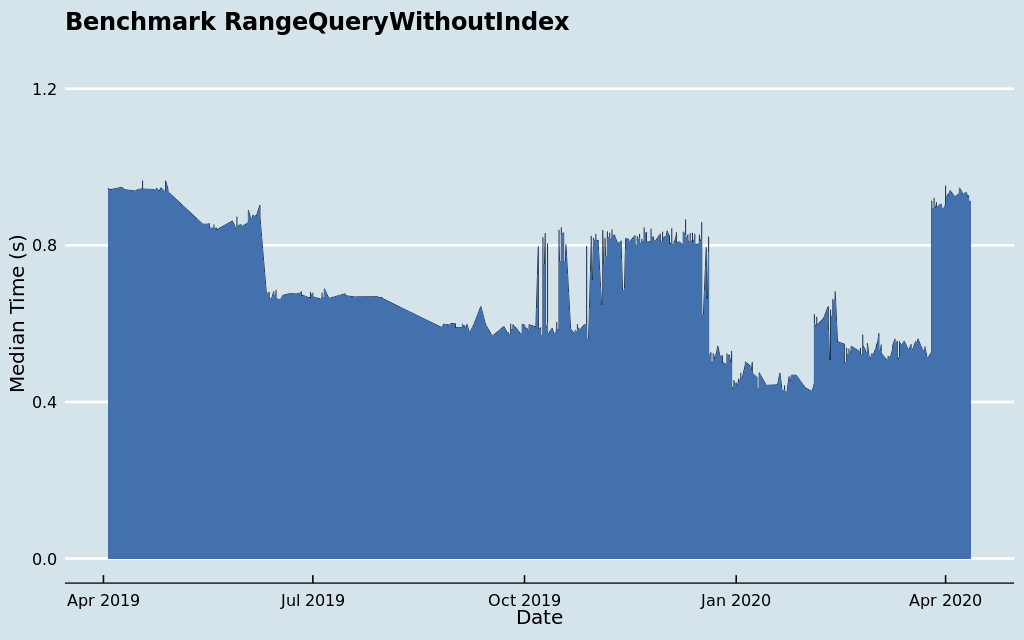 Benchmark RangeQueryWithoutIndex
1.2
0.8
0.4
0.0
Median Time (s)
Apr 2019 Jul 2019 Oct 2019 Jan 2020 Apr 2020
Date